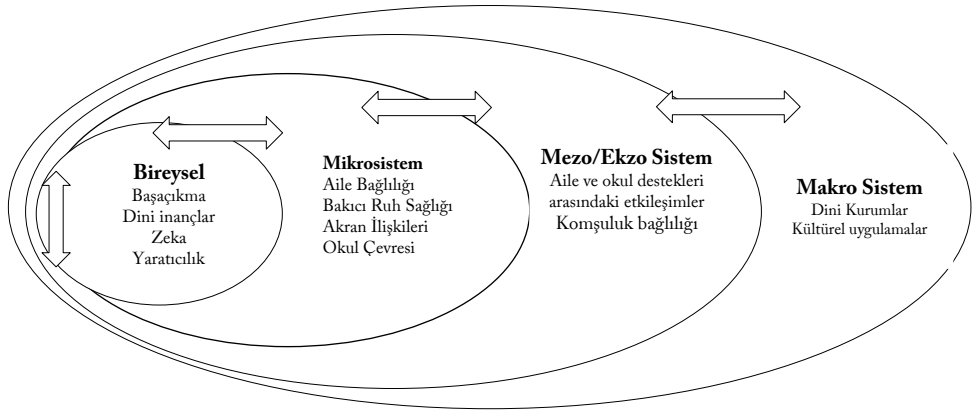 Bireysel
Başaçıkma
Dini inançlar
Zeka
Yaratıcılık
Mikrosistem
Aile Bağlılığı
Bakıcı Ruh Sağlığı
Akran İlişkileri
Okul Çevresi
Mezo/Ekzo Sistem
Aile ve okul destekleri
arasındaki etkileşimler
Komşuluk bağlılığı
Makro Sistem
Dini Kurumlar
Kültürel uygulamalar